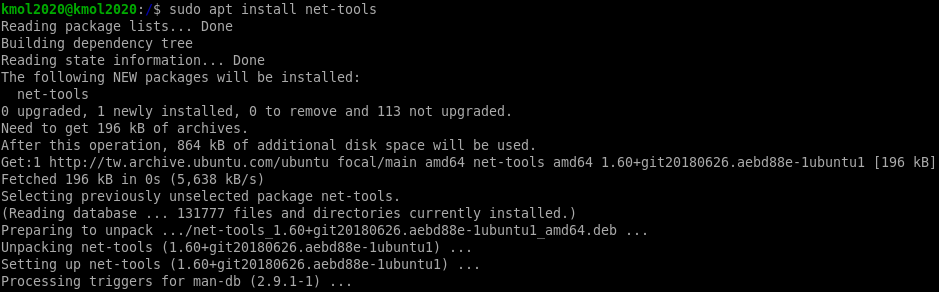 kmol2020@kmol2020:/$ sudo apt install net-tools
Reading package lists... Done
Building dependency tree
Reading state information... Done
The following NEW packages will be installed:
  net-tools
0 upgraded, 1 newly installed, 0 to remove and 113 not upgraded.
Need to get 196 kB of archives.
After this operation, 864 kB of additional disk space will be used.
Get:1 http://tw.archive.ubuntu.com/ubuntu focal/main amd64 net-tools amd64 1.60+git20180626.aebd88e-1ubuntu1 [196 kB]
Fetched 196 kB in 0s (5,638 kB/s)
Selecting previously unselected package net-tools.
(Reading database ... 131777 files and directories currently installed.)
Preparing to unpack .../net-tools_1.60+git20180626.aebd88e-1ubuntu1_amd64.deb ...
Unpacking net-tools (1.60+git20180626.aebd88e-1ubuntu1) ...
Setting up net-tools (1.60+git20180626.aebd88e-1ubuntu1) ...
Processing triggers for man-db (2.9.1-1) ...